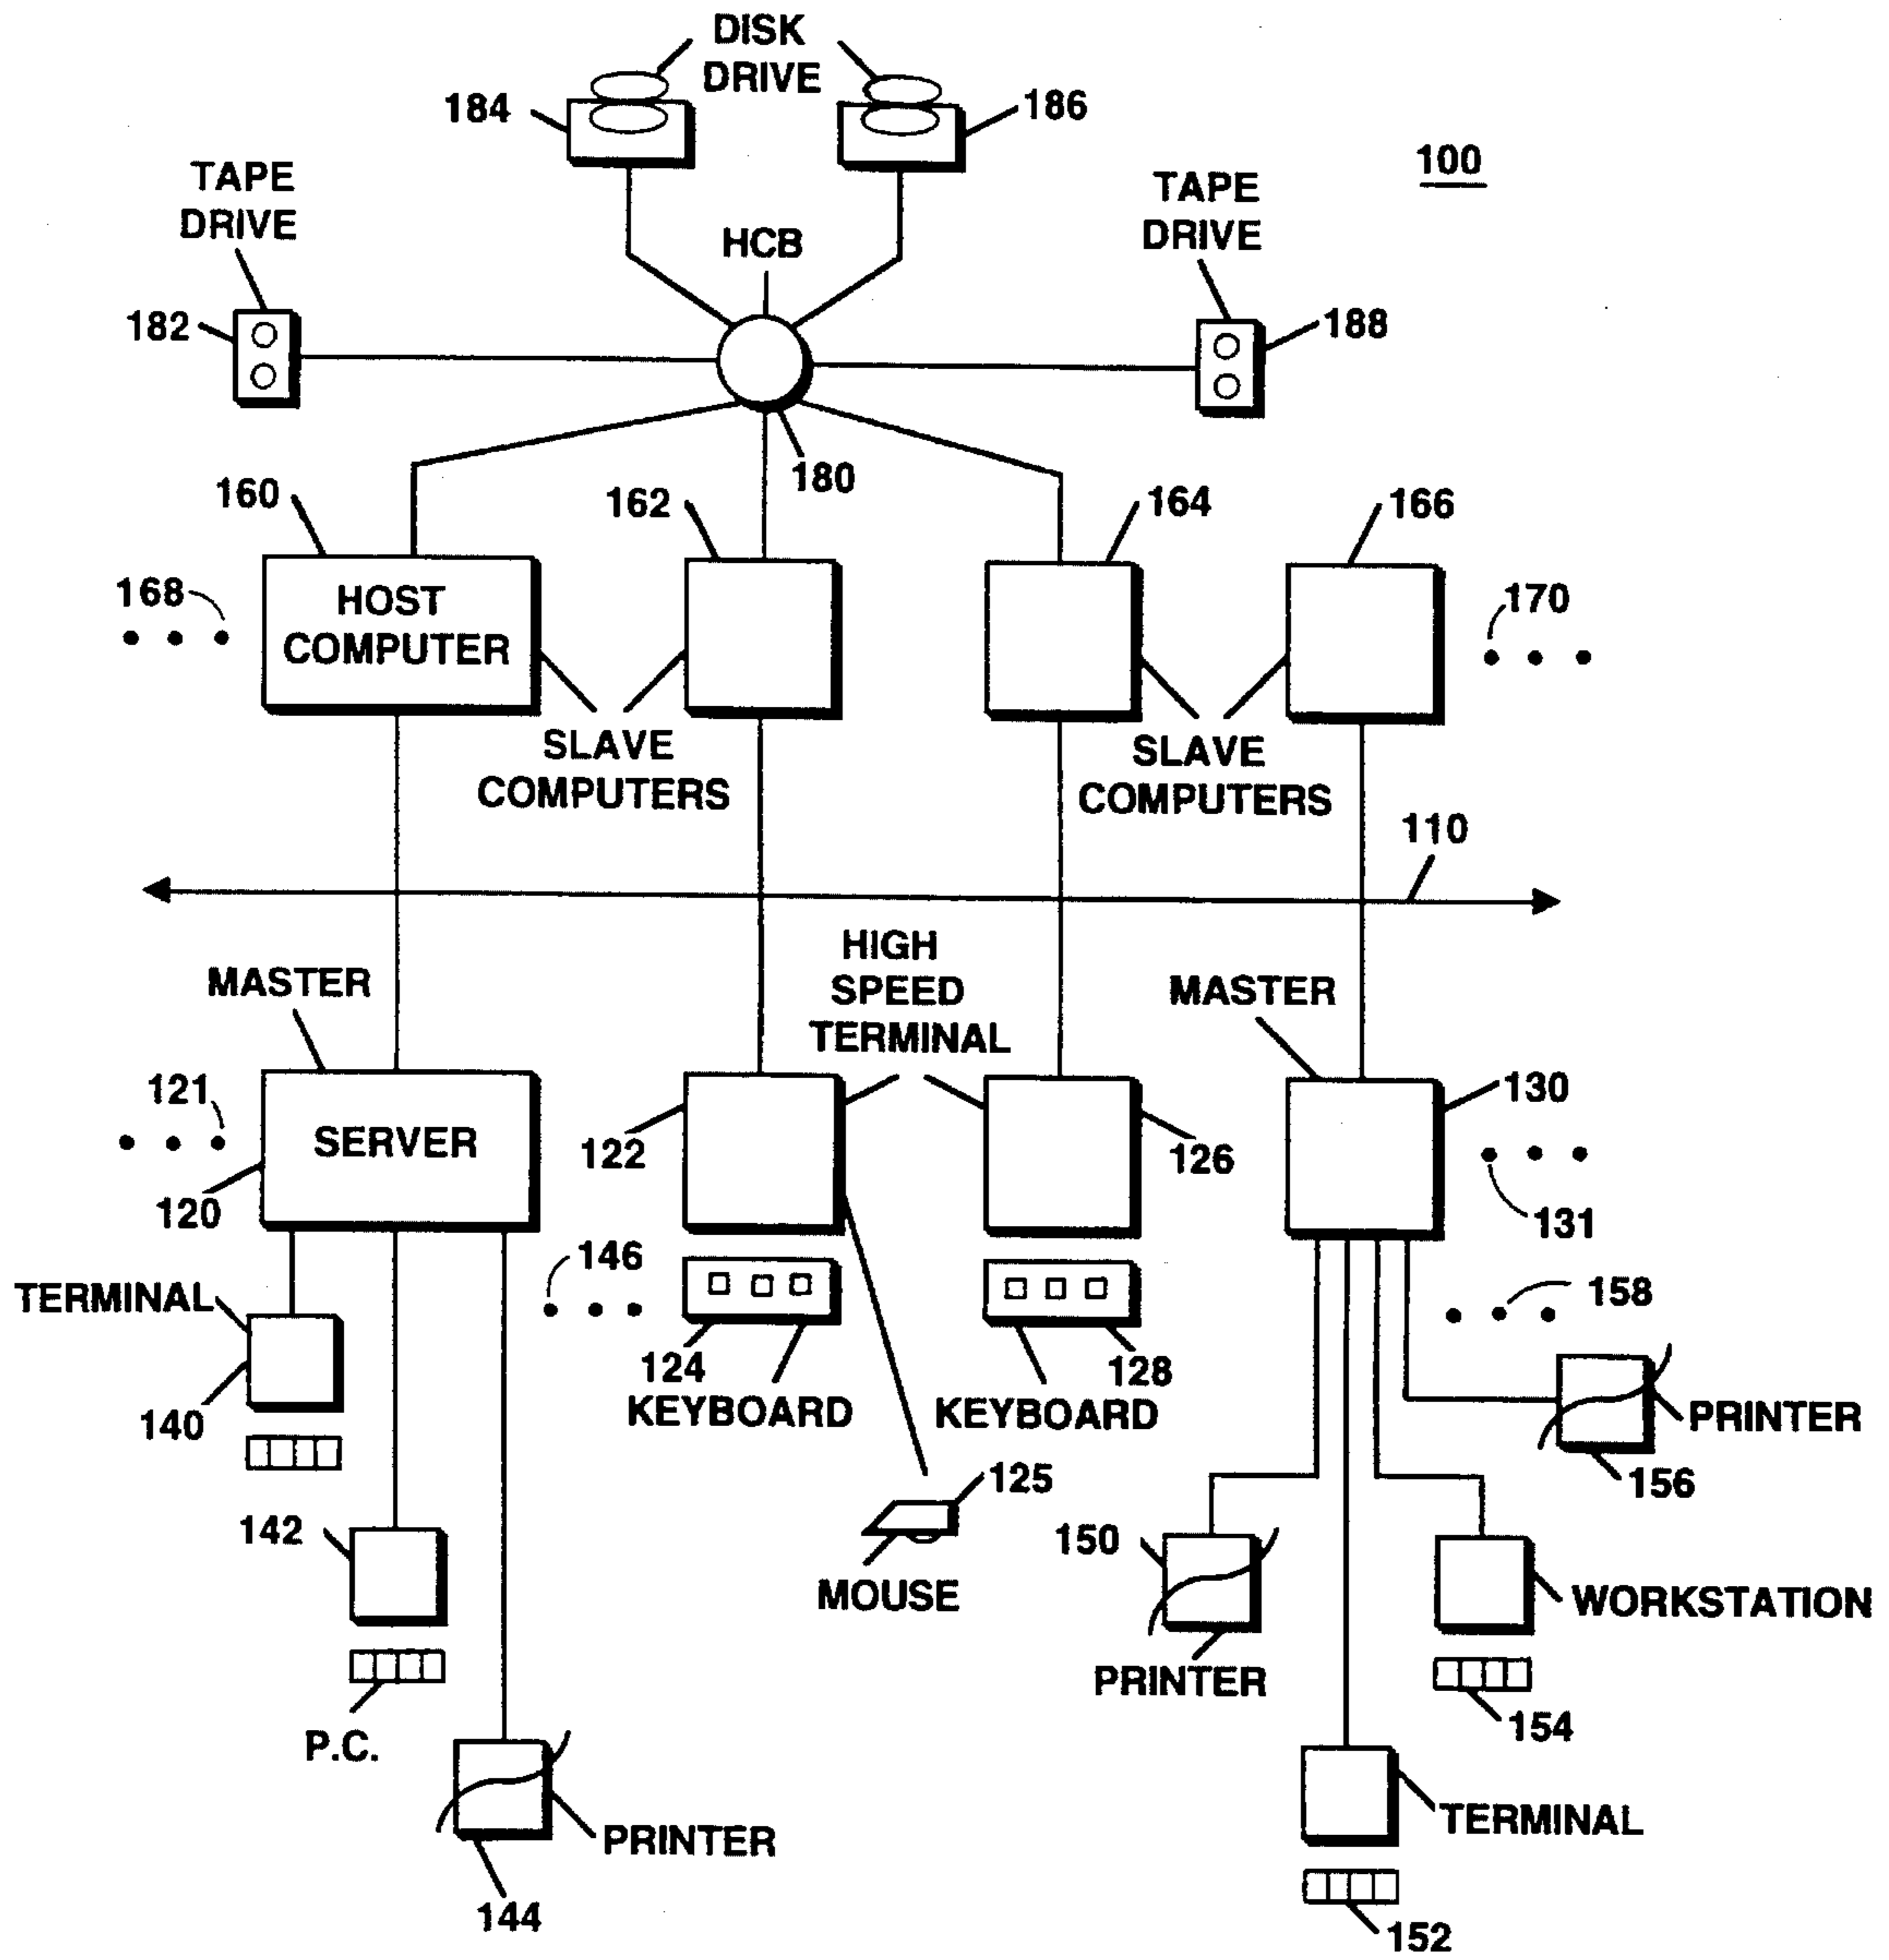 DISK
DRIVE
184
186
100
TAPE
DRIVE
TAPE
DRIVE
HCB
182
188
180
160
162
164
166
168
HOST
COMPUTER
170
SLAVE
COMPUTERS
SLAVE
COMPUTERS
110
HIGH
SPEED
TERMINAL
MASTER
MASTER
121
SERVER
120
122
126
130
131
146
158
TERMINAL
140
124
KEYBOARD
128
KEYBOARD
PRINTER
156
142
125
MOUSE
150
PRINTER
WORKSTATION
154
P.C.
PRINTER
144
TERMINAL
152